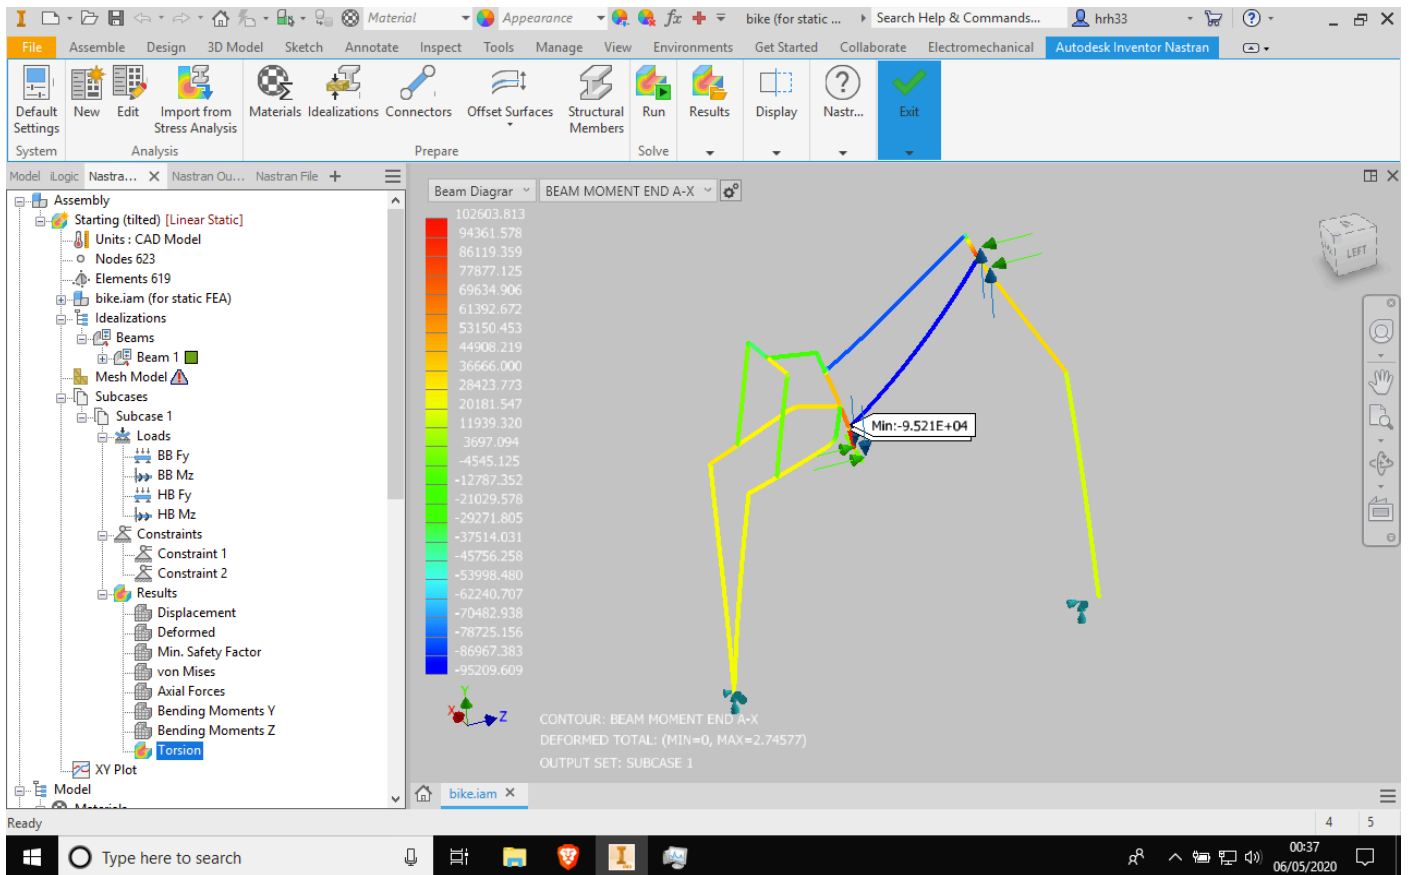 Material
Appearance
fx
bike (for static ...
Search Help & Commands...
hrh33
File Assemble Design 3D Model Sketch Annotate Inspect Tools Manage View Environments Get Started Collaborate Electromechanical Autodesk Inventor Nastran
Default Settings
New
Edit
Import from Stress Analysis
Materials
Idealizations
Connectors
Offset Surfaces
Structural Members
Run
Results
Display
Nastr...
Exit
System
Analysis
Prepare
Solve
Model iLogic Nastra... Nastran Ou... Nastran File
Assembly
Starting (tilted) [Linear Static]
Units : CAD Model
Nodes 623
Elements 619
bike.iam (for static FEA)
Idealizations
Beams
Beam 1
Mesh Model
Subcases
Subcase 1
Loads
BB Fy
BB Mz
HB Fy
HB Mz
Constraints
Constraint 1
Constraint 2
Results
Displacement
Deformed
Min. Safety Factor
von Mises
Axial Forces
Bending Moments Y
Bending Moments Z
Torsion
XY Plot
Model
Beam Diagrar
BEAM MOMENT END A-X
102603.813
94361.578
86119.359
77877.125
69634.906
61392.672
53150.453
44908.219
36666.000
28423.773
20181.547
11939.320
3697.094
-4545.125
-12787.352
-21029.578
-29271.805
-37514.031
-45756.258
-53998.480
-62240.707
-70482.938
-78725.156
-86967.383
-95209.609
Min:-9.521E+04
LEFT
Y
X
Z
CONTOUR: BEAM MOMENT END A-X
DEFORMED TOTAL: (MIN=0, MAX=2.74577)
OUTPUT SET: SUBCASE 1
bike.iam
Ready
4 5
Type here to search
00:37
06/05/2020